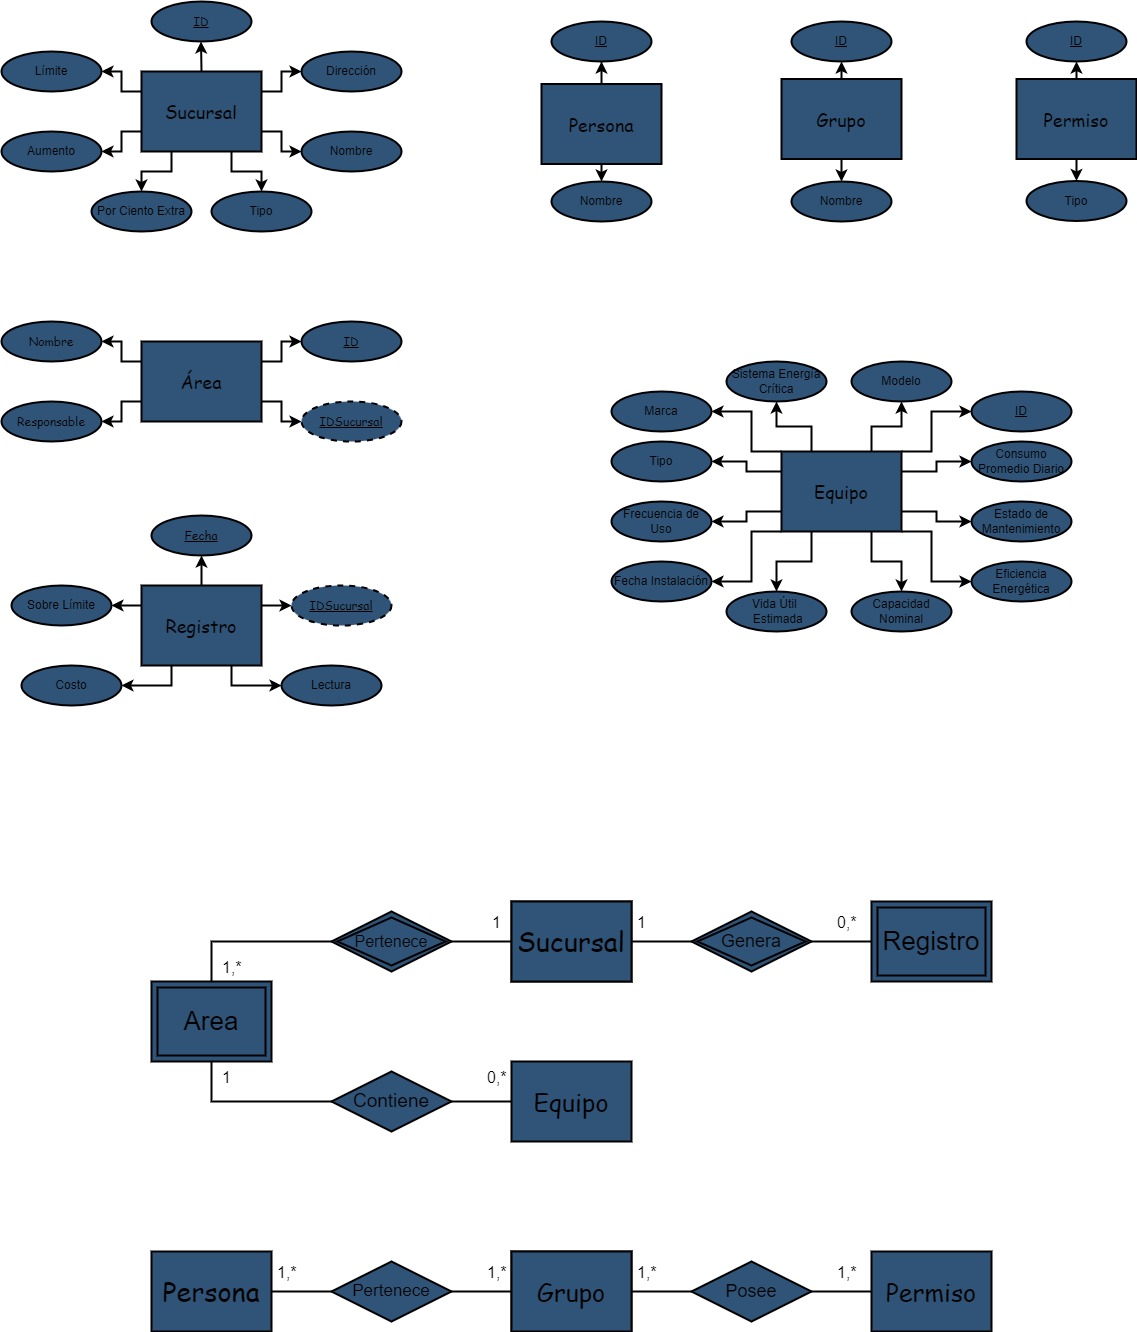 ID
Límite
Dirección
Sucursal
Aumento
Nombre
Por Ciento Extra
Tipo
ID
Persona
Nombre
ID
Grupo
Nombre
ID
Permiso
Tipo
Nombre
ID
Área
Responsable
IDSucursal
Sistema Energía
Crítica
Modelo
Marca
ID
Tipo
Consumo
Promedio Diario
Equipo
Frecuencia de
Uso
Estado de
Mantenimiento
Fecha Instalación
Eficiencia
Energética
Vida Útil
Estimada
Capacidad
Nominal
Fecha
Sobre Límite
IDSucursal
Registro
Costo
Lectura
Pertenece
1
Sucursal
1
Genera
0,*
Registro
1,*
Area
1
Contiene
0,*
Equipo
Persona
1,*
Pertenece
1,*
Grupo
1,*
Posee
1,*
Permiso